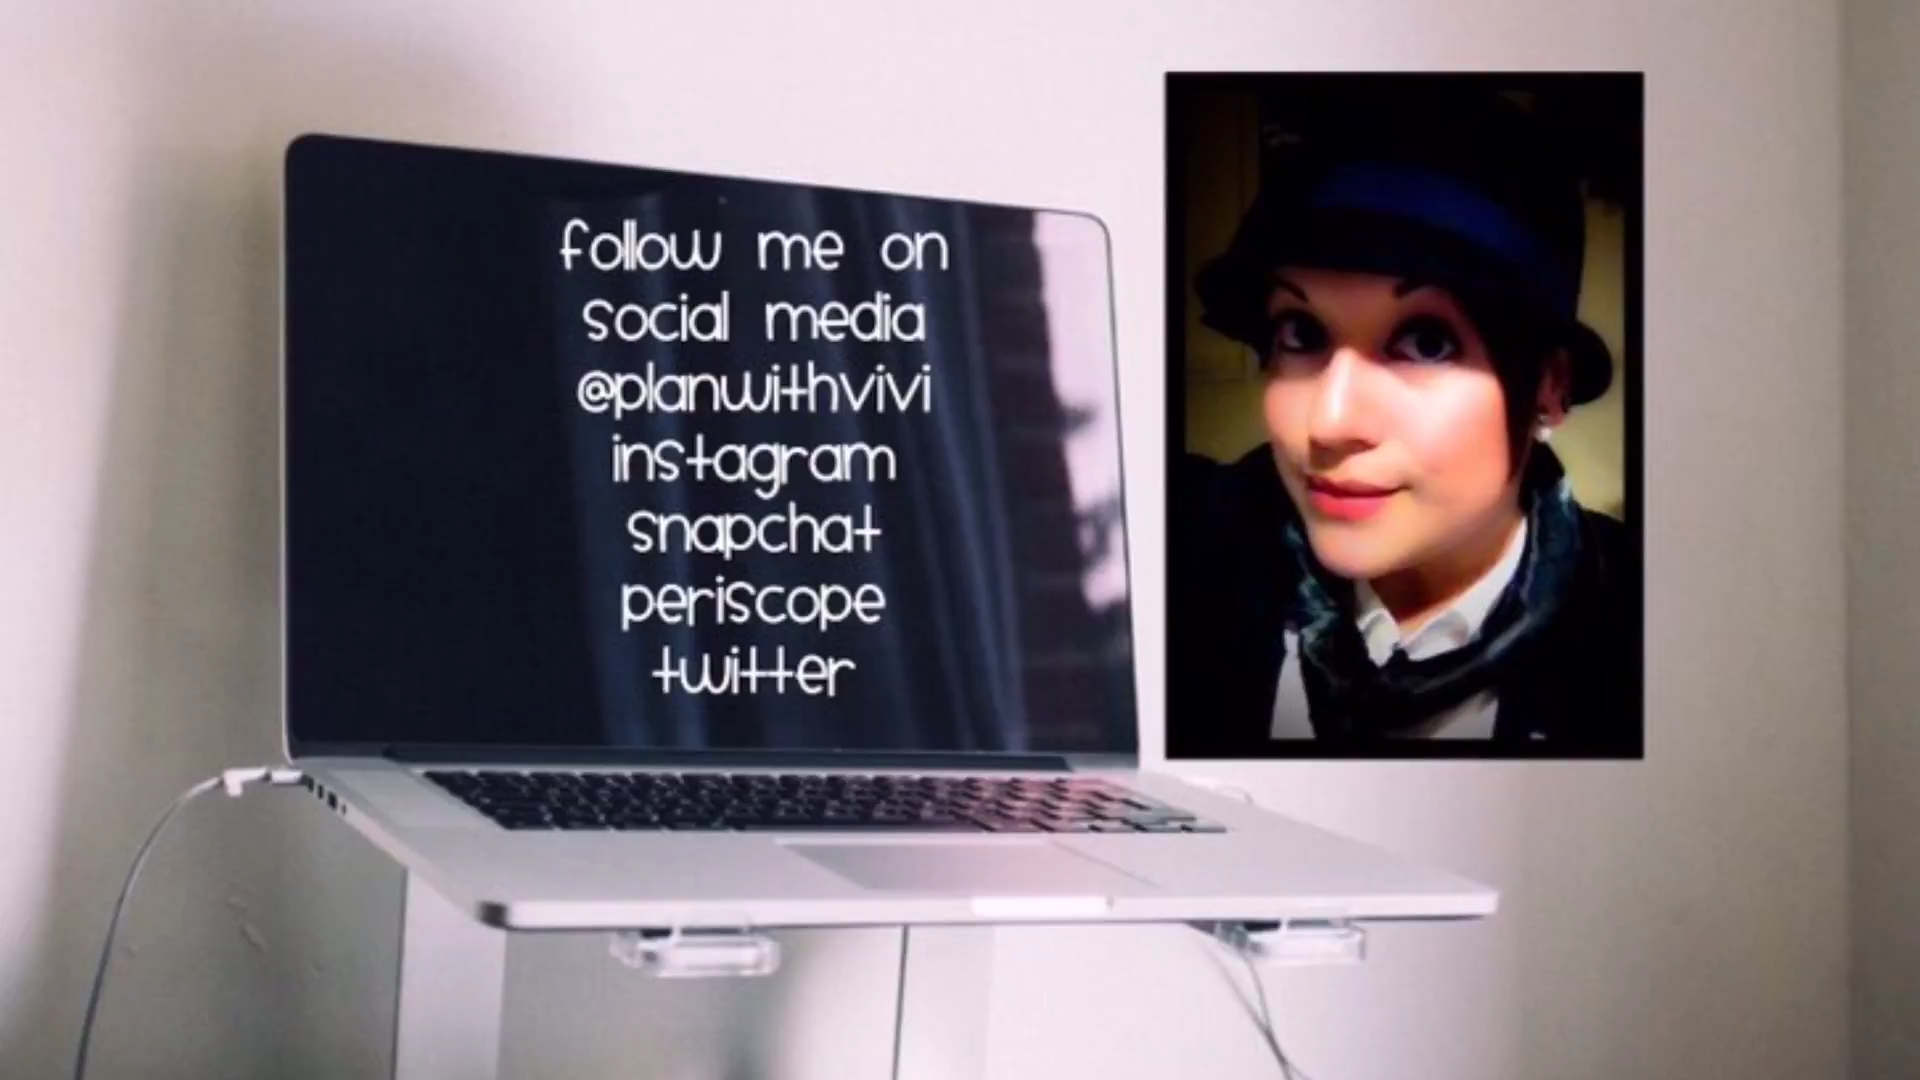 follow me on
social media
@planwithvivi
instagram
snapchat
periscope
twitter